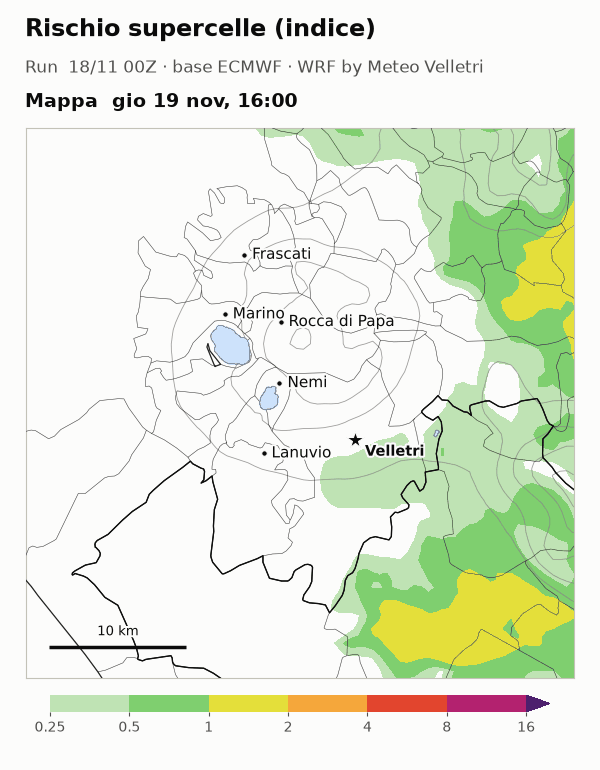 Rischio supercelle (indice)
Run 18/11 00Z · base ECMWF · WRF by Meteo Velletri
Mappa gio 19 nov, 16:00
Frascati
Marino
Rocca di Papa
Nemi
Velletri
Lanuvio
10 km
0.25 0.5 1 2 4 8 16